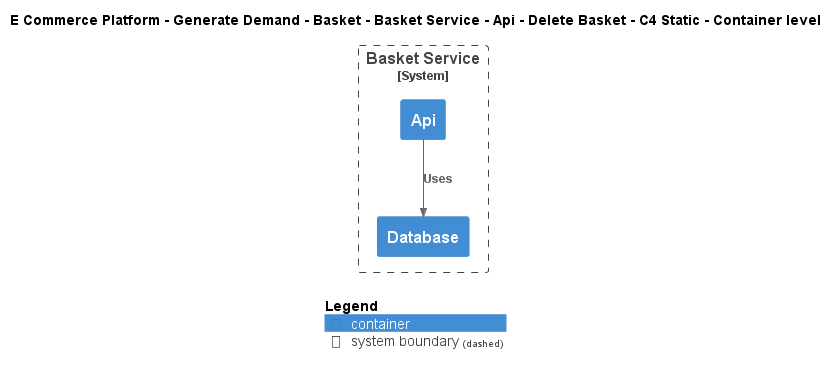 E Commerce Platform - Generate Demand - Basket - Basket Service - Api - Delete Basket - C4 Static - Container level
Basket Service
[System]
Api
Uses
Database
Legend
container
system boundary (dashed)